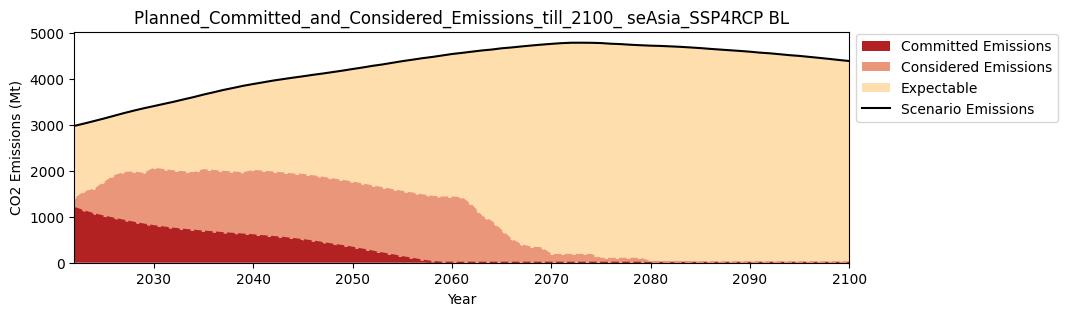 Planned_Committed_and_Considered_Emissions_till_2100_ seAsia_SSP4RCP BL
5000
4000
3000
2000
1000
0
CO2 Emissions (Mt)
2030
2040
2050
2060
2070
2080
2090
2100
Year
Committed Emissions
Considered Emissions
Expectable
Scenario Emissions